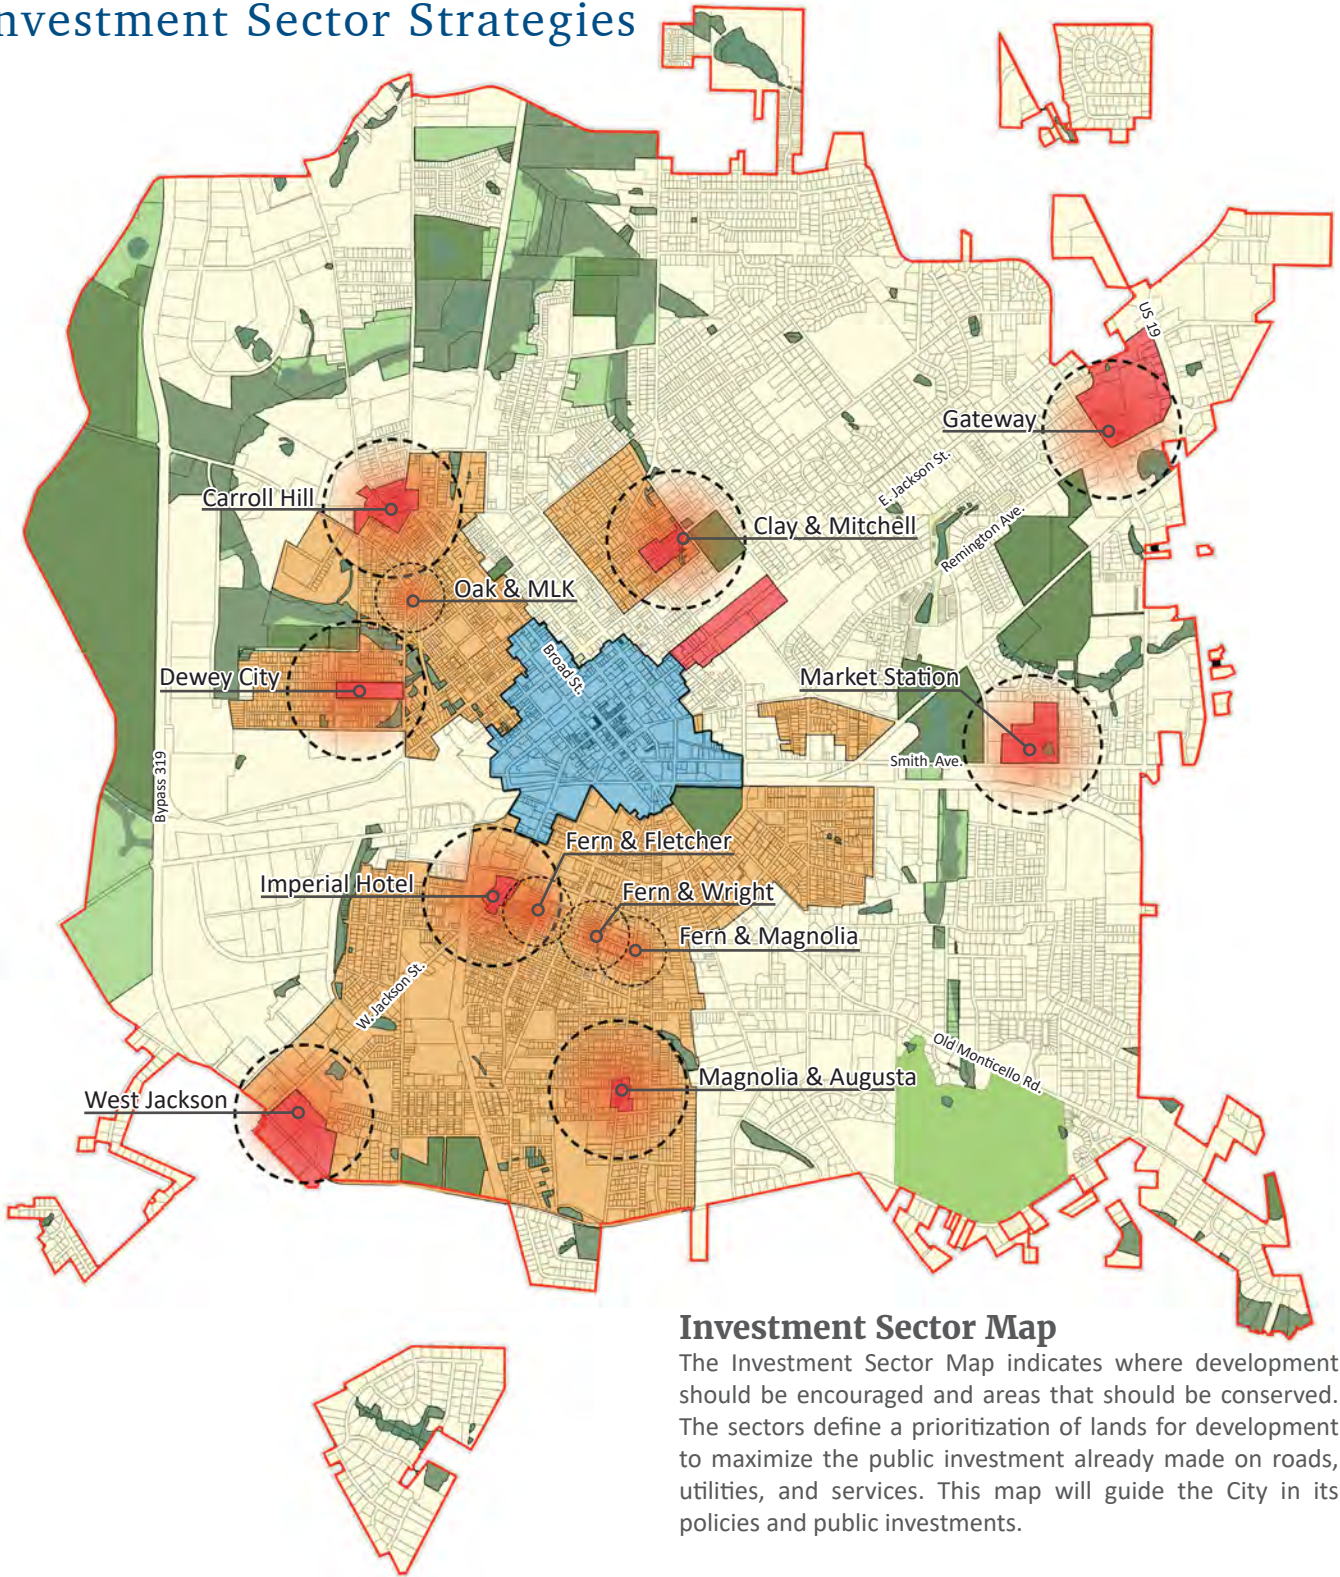 nvestment Sector Strategies
US 19
Gateway
E. Jackson St.
Carroll Hill
Clay & Mitchell
Remington Ave.
Oak & MLK
Broad St.
Dewey City
Market Station
Bypass 319
Smith Ave.
Fern & Fletcher
Imperial Hotel
Fern & Wright
Fern & Magnolia
W. Jackson St.
Old Monticello Rd.
Magnolia & Augusta
West Jackson
Investment Sector Map
The Investment Sector Map indicates where development
should be encouraged and areas that should be conserved.
The sectors define a prioritization of lands for development
to maximize the public investment already made on roads,
utilities, and services. This map will guide the City in its
policies and public investments.